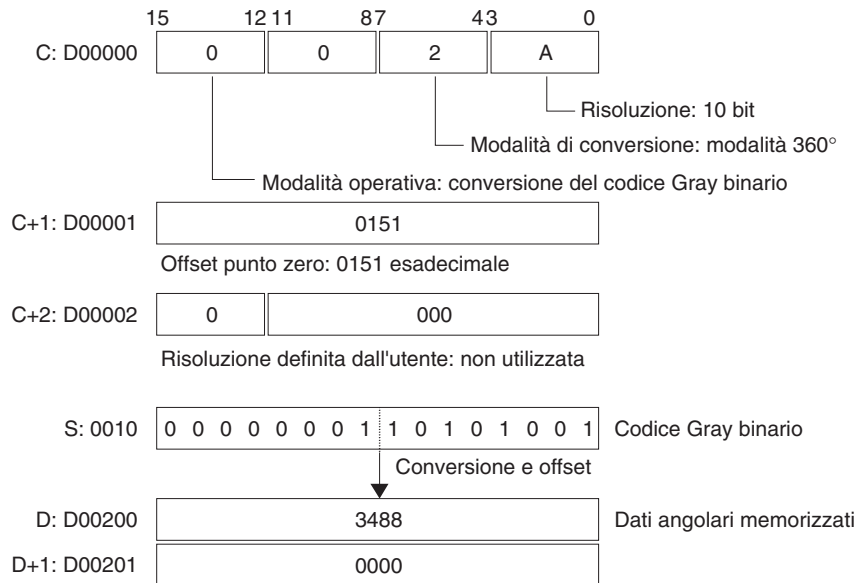 15 12 11 8 7 4 3 0
C: D00000 0 0 2 A
Risoluzione: 10 bit
Modalità di conversione: modalità 360°
Modalità operativa: conversione del codice Gray binario
C+1: D00001 0151
Offset punto zero: 0151 esadecimale
C+2: D00002 0 000
Risoluzione definita dall'utente: non utilizzata
S: 0010 0 0 0 0 0 0 0 1 1 0 1 0 1 0 0 1 Codice Gray binario
Conversione e offset
D: D00200 3488 Dati angolari memorizzati
D+1: D00201 0000